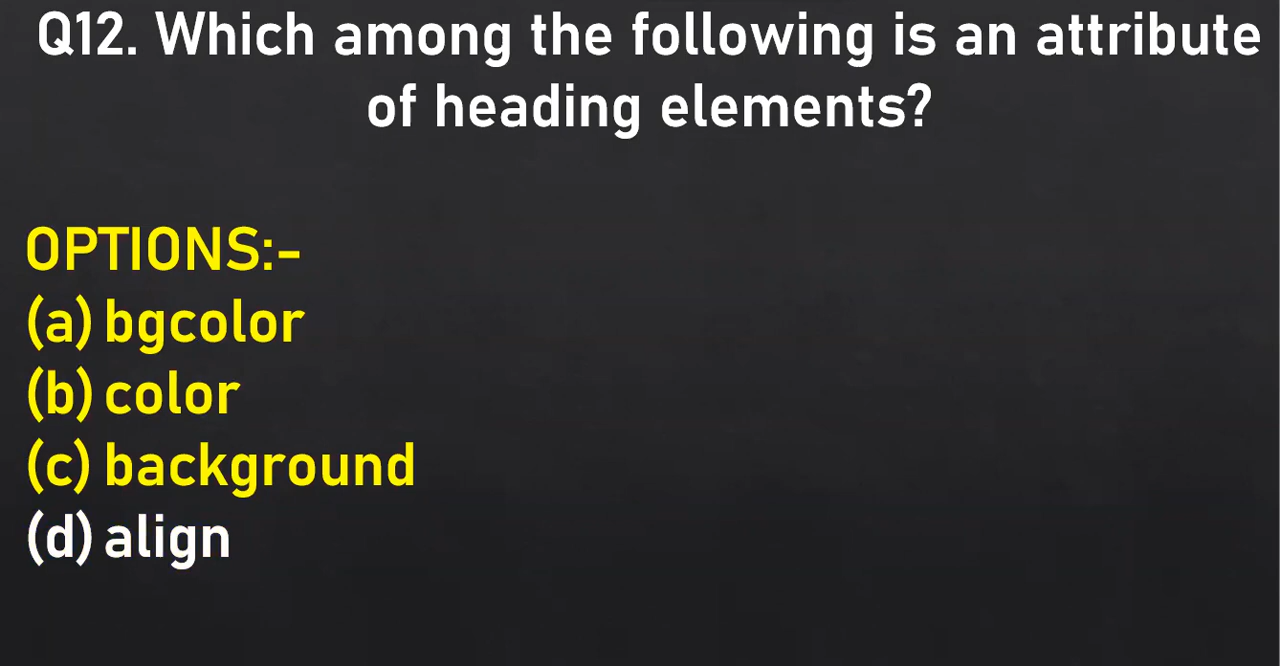 Q12. Which among the following is an attribute
of heading elements?
OPTIONS:-
(a) bgcolor
(b) color
(c) background
(d) align